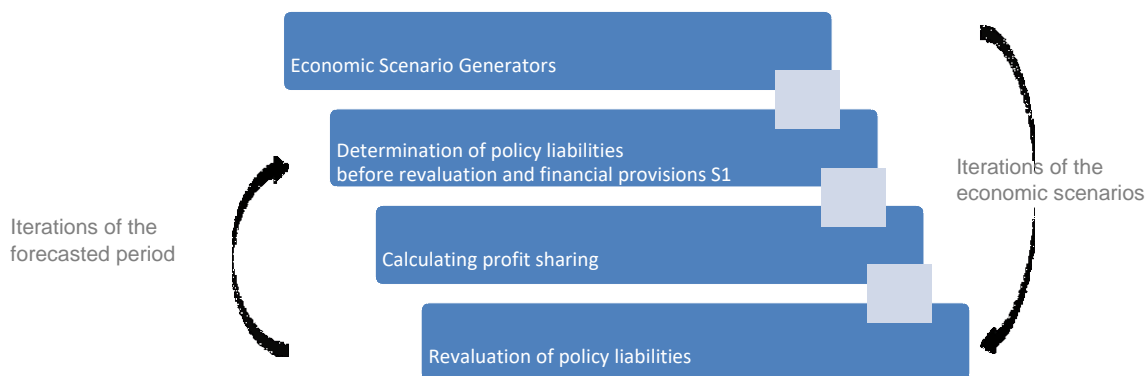 Economic Scenario Generators
Determination of policy liabilities
before revaluation and financial provisions S1
Iterations of the
economic scenarios
Iterations of the
forecasted period
Calculating profit sharing
Revaluation of policy liabilities